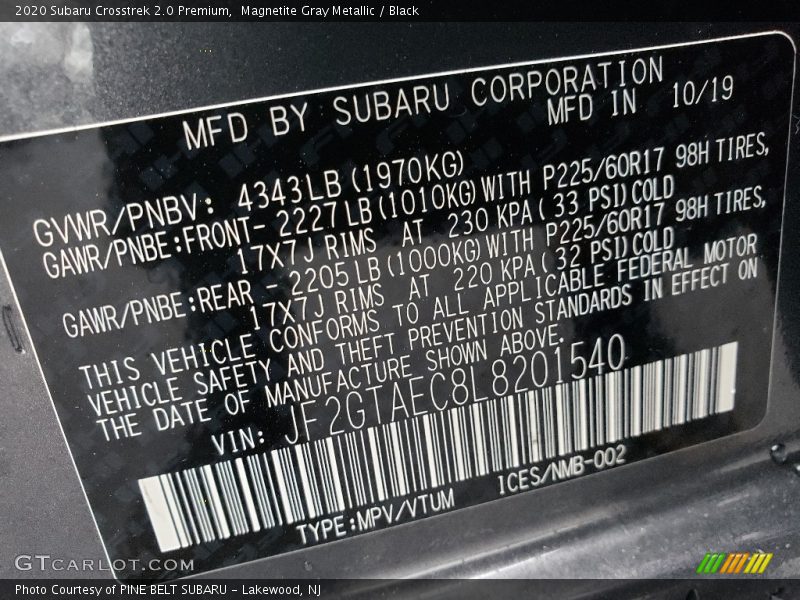 2020 Subaru Crosstrek 2.0 Premium, Magnetite Gray Metallic / Black
MFD BY SUBARU CORPORATION
MFD IN 10/19
GVWR/PNBV: 4343LB (1970KG)
GAWR/PNBE:FRONT- 2227LB (1010KG) WITH P225/60R17 98H TIRES,
17X7J RIMS AT 230 KPA ( 33 PSI) COLD
GAWR/PNBE:REAR - 2205LB (1000KG) WITH P225/60R17 98H TIRES,
17X7J RIMS AT 220 KPA ( 32 PSI) COLD
THIS VEHICLE CONFORMS TO ALL APPLICABLE FEDERAL MOTOR
VEHICLE SAFETY AND THEFT PREVENTION STANDARDS IN EFFECT ON
THE DATE OF MANUFACTURE SHOWN ABOVE.
VIN: JF2GTAEC8L8201540
TYPE:MPV/VTUM ICES/NMB-002
GTCARLOT.COM
Photo Courtesy of PINE BELT SUBARU - Lakewood, NJ